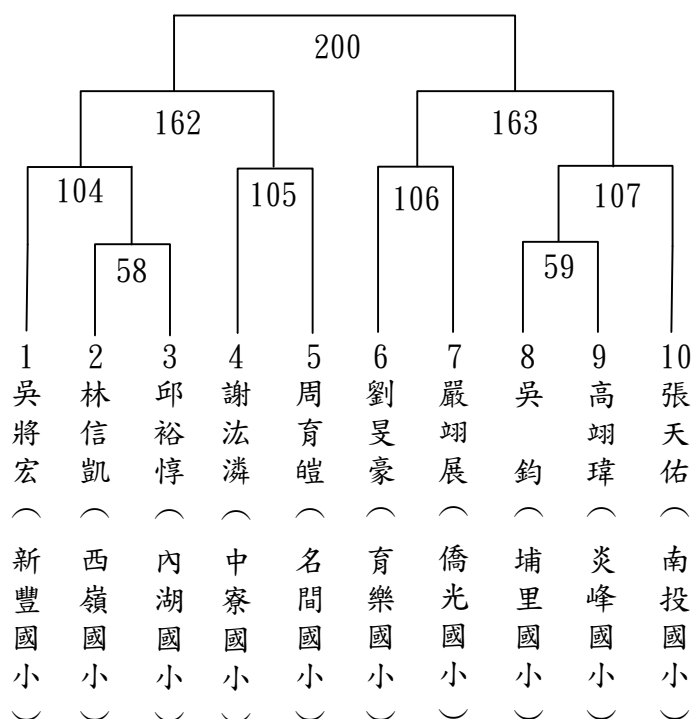 200
162
163
104
105
106
107
58
59
1
吳將宏（新豐國小）
2
林信凱（西嶺國小）
3
邱裕惇（內湖國小）
4
謝汯潾（中寮國小）
5
周育皚（名間國小）
6
劉旻豪（育樂國小）
7
嚴翊展（僑光國小）
8
吳 鈞（埔里國小）
9
高翊瑋（炎峰國小）
10
張天佑（南投國小）